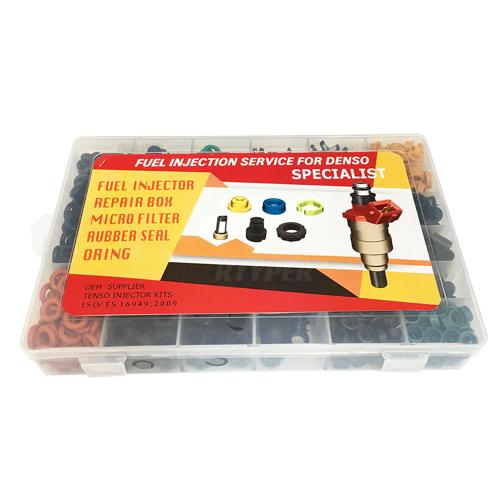 FUEL INJECTION SERVICE FOR DENSO
SPECIALIST
FUEL INJECTOR
REPAIR BOX
MICRO FILTER
RUBBER SEAL
ORING
RTYPER
OEM SUPPLIER
TENSO INJECTOR KITS
ISO/TS 16949:2009